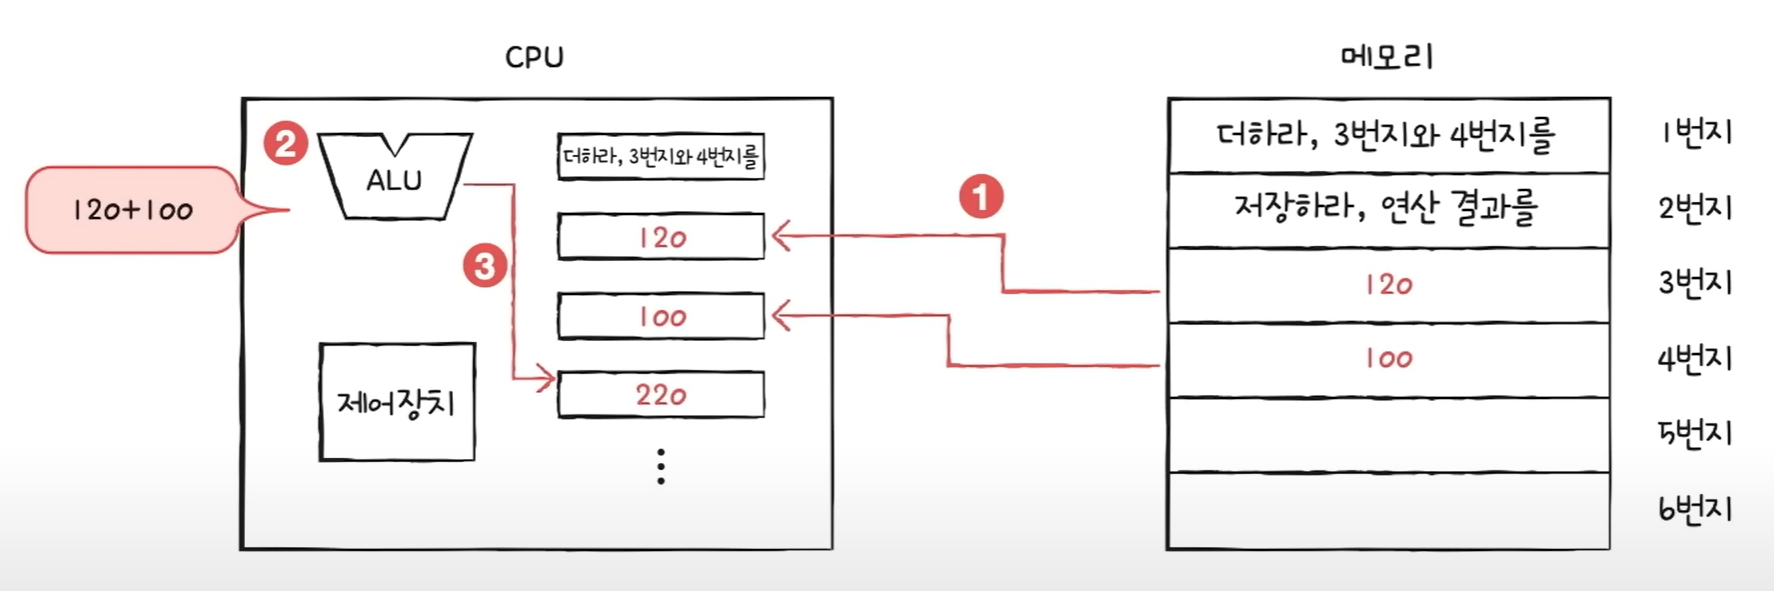 CPU
메모리
2
ALU
120+100
3
제어장치
더하라, 3번지와 4번지를
120
100
220
1
더하라, 3번지와 4번지를
1번지
저장하라, 연산 결과를
2번지
120
3번지
100
4번지
5번지
6번지